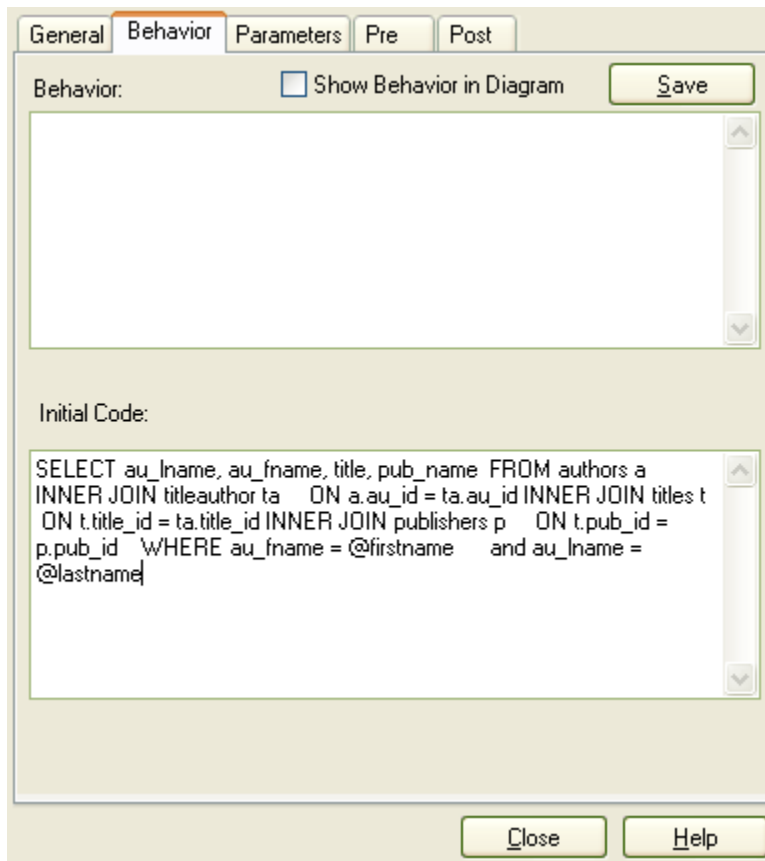 General Behavior Parameters Pre Post
Behavior: Show Behavior in Diagram Save
Initial Code:
SELECT au_lname, au_fname, title, pub_name  FROM authors a
INNER JOIN titleauthor ta     ON a.au_id = ta.au_id INNER JOIN titles t
ON t.title_id = ta.title_id INNER JOIN publishers p     ON t.pub_id =
p.pub_id    WHERE au_fname = @firstname      and au_lname =
@lastname
Close Help